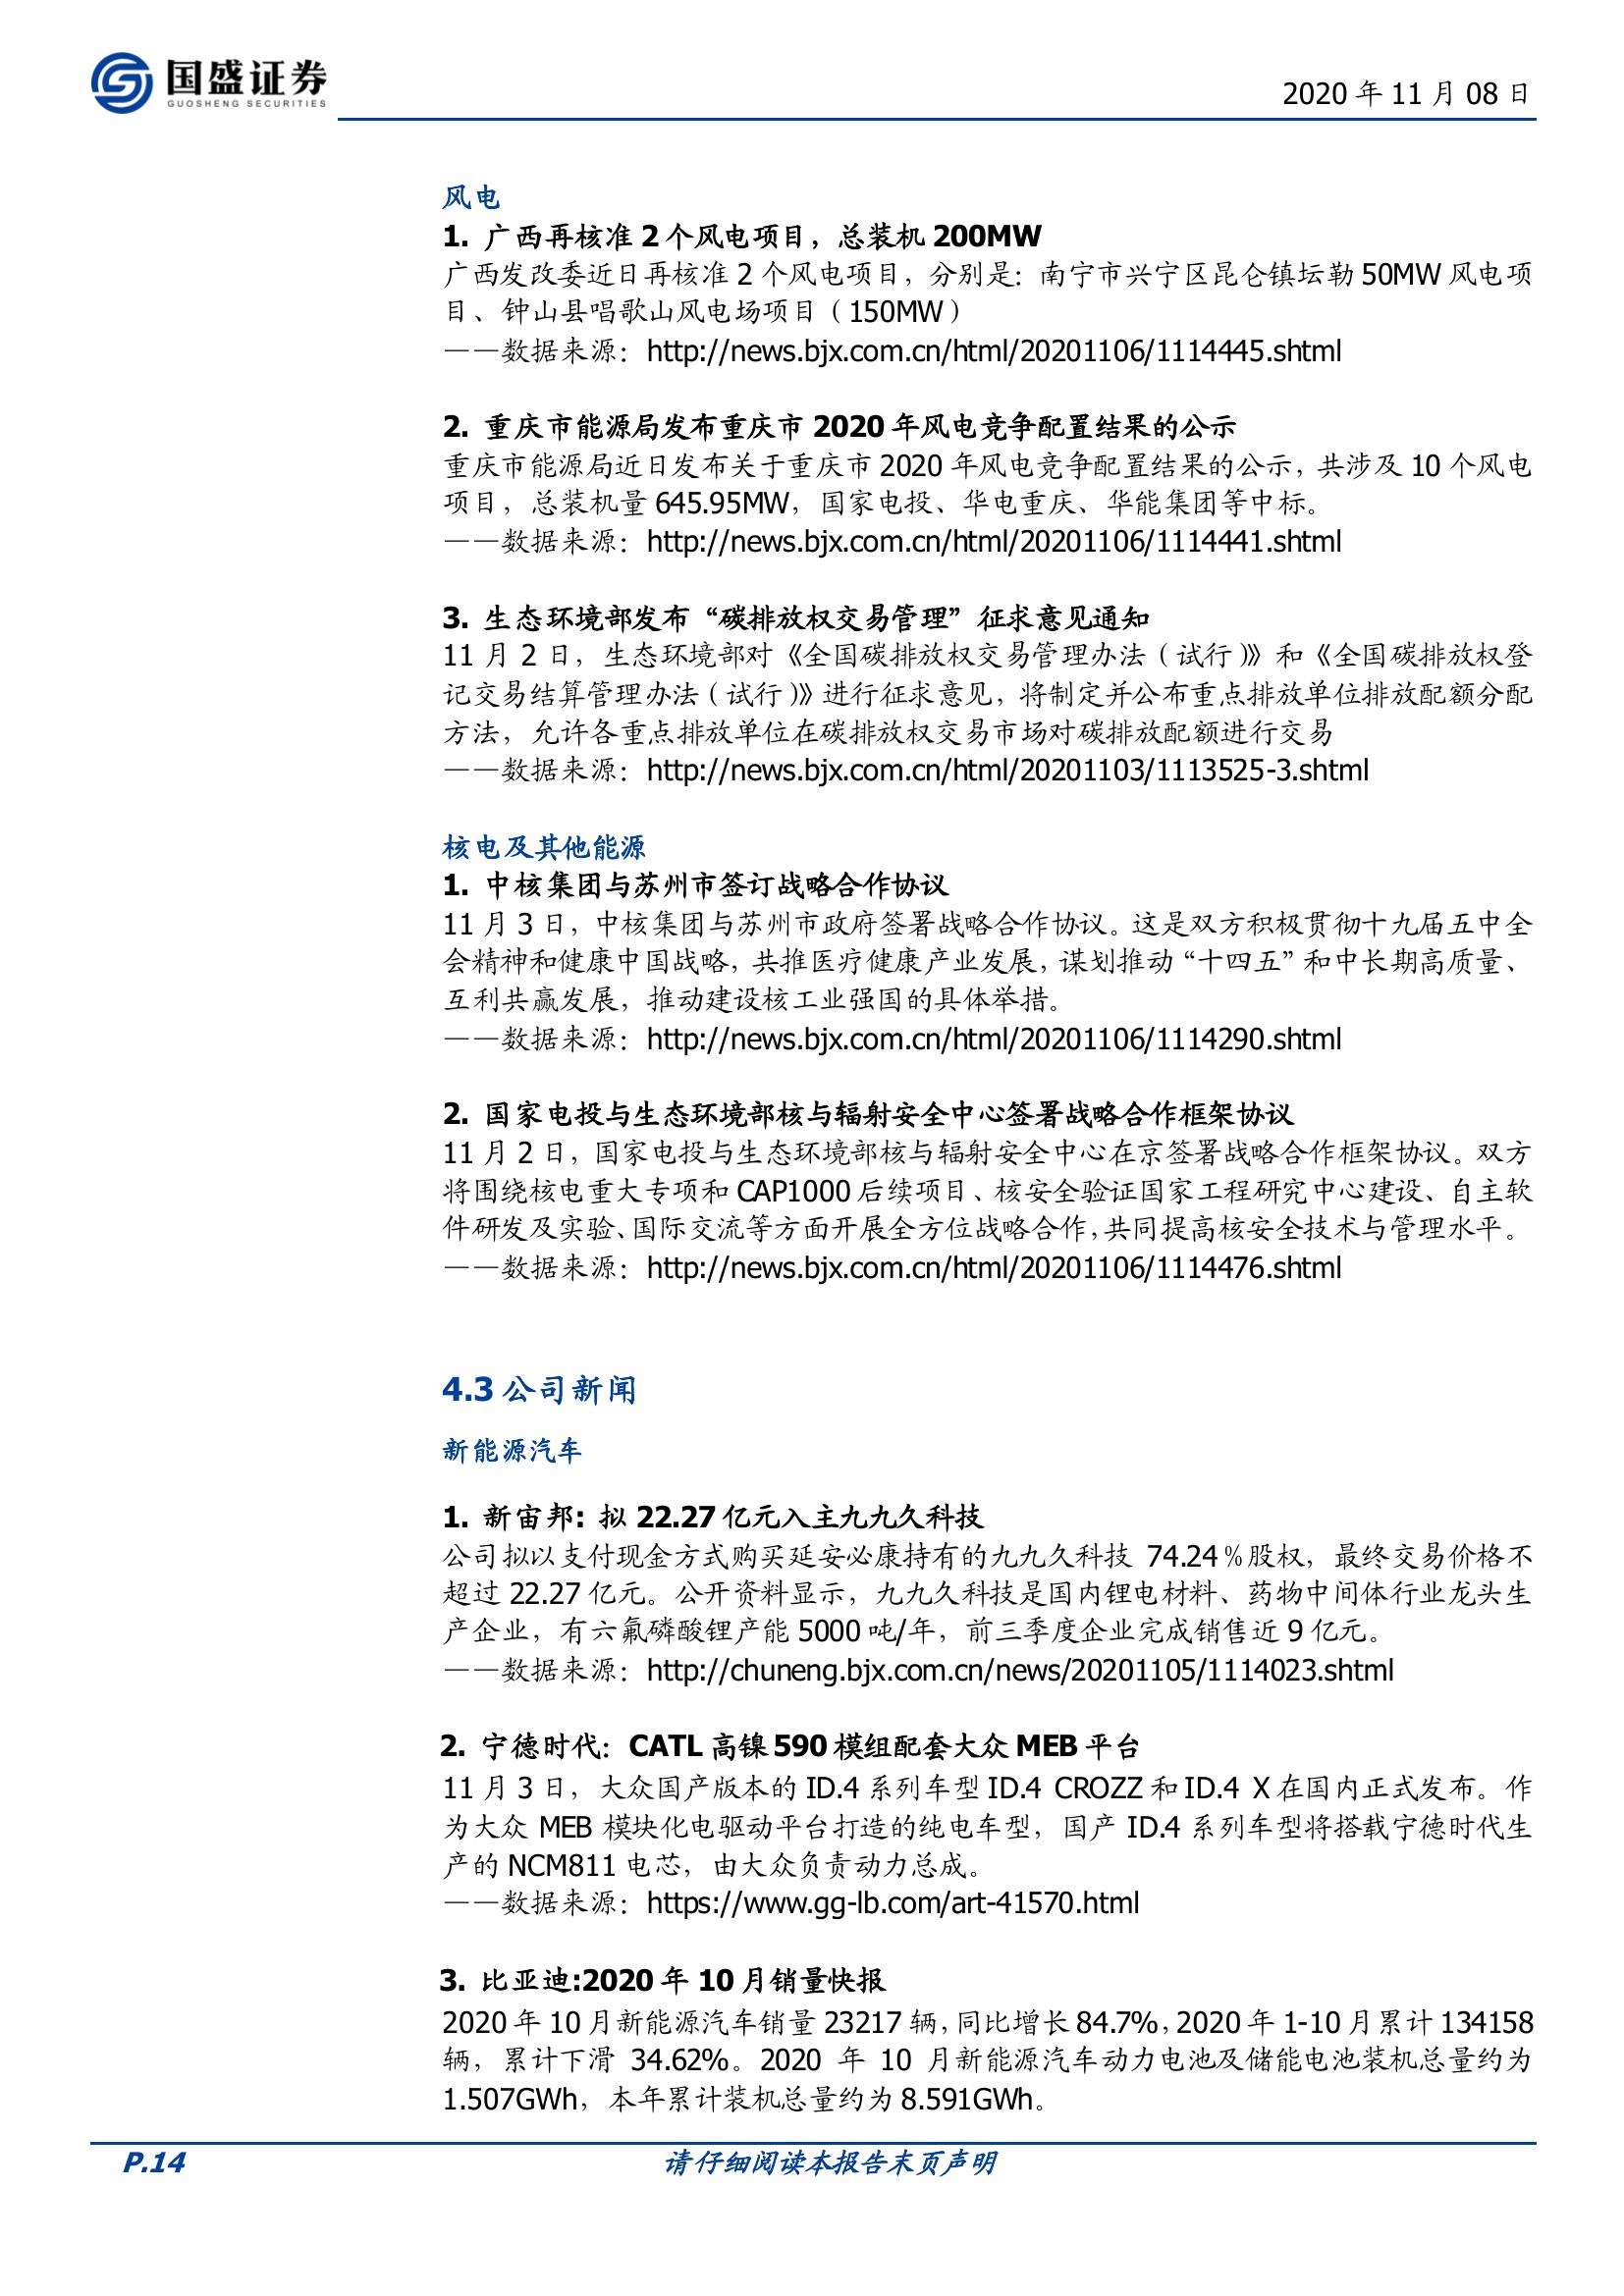 国盛证券
GUOSHENG SECURITIES
2020 年 11 月 08 日
风电
1. 广西再核准 2 个风电项目，总装机 200MW
广西发改委近日再核准 2 个风电项目，分别是：南宁市兴宁区昆仑镇坛勒 50MW 风电项
目、钟山县唱歌山风电场项目（150MW）
——数据来源：http://news.bjx.com.cn/html/20201106/1114445.shtml
2. 重庆市能源局发布重庆市 2020 年风电竞争配置结果的公示
重庆市能源局近日发布关于重庆市 2020 年风电竞争配置结果的公示，共涉及 10 个风电
项目，总装机量 645.95MW，国家电投、华电重庆、华能集团等中标。
——数据来源：http://news.bjx.com.cn/html/20201106/1114441.shtml
3. 生态环境部发布“碳排放权交易管理”征求意见通知
11 月 2 日，生态环境部对《全国碳排放权交易管理办法（试行）》和《全国碳排放权登
记交易结算管理办法（试行）》进行征求意见，将制定并公布重点排放单位排放配额分配
方法，允许各重点排放单位在碳排放权交易市场对碳排放配额进行交易
——数据来源：http://news.bjx.com.cn/html/20201103/1113525-3.shtml
核电及其他能源
1. 中核集团与苏州市签订战略合作协议
11 月 3 日，中核集团与苏州市政府签署战略合作协议。这是双方积极贯彻十九届五中全
会精神和健康中国战略，共推医疗健康产业发展，谋划推动“十四五”和中长期高质量、
互利共赢发展，推动建设核工业强国的具体举措。
——数据来源：http://news.bjx.com.cn/html/20201106/1114290.shtml
2. 国家电投与生态环境部核与辐射安全中心签署战略合作框架协议
11 月 2 日，国家电投与生态环境部核与辐射安全中心在京签署战略合作框架协议。双方
将围绕核电重大专项和 CAP1000 后续项目、核安全验证国家工程研究中心建设、自主软
件研发及实验、国际交流等方面开展全方位战略合作，共同提高核安全技术与管理水平。
——数据来源：http://news.bjx.com.cn/html/20201106/1114476.shtml
4.3 公司新闻
新能源汽车
1. 新宙邦：拟 22.27 亿元入主九九久科技
公司拟以支付现金方式购买延安必康持有的九九久科技 74.24％股权，最终交易价格不
超过 22.27 亿元。公开资料显示，九九久科技是国内锂电材料、药物中间体行业龙头生
产企业，有六氟磷酸锂产能 5000 吨/年，前三季度企业完成销售近 9 亿元。
——数据来源：http://chuneng.bjx.com.cn/news/20201105/1114023.shtml
2. 宁德时代：CATL 高镍 590 模组配套大众 MEB 平台
11 月 3 日，大众国产版本的 ID.4 系列车型 ID.4 CROZZ 和 ID.4 X 在国内正式发布。作
为大众 MEB 模块化电驱动平台打造的纯电车型，国产 ID.4 系列车型将搭载宁德时代生
产的 NCM811 电芯，由大众负责动力总成。
——数据来源：https://www.gg-lb.com/art-41570.html
3. 比亚迪:2020 年 10 月销量快报
2020 年 10 月新能源汽车销量 23217 辆，同比增长 84.7%，2020 年 1-10 月累计 134158
辆，累计下滑 34.62%。2020 年 10 月新能源汽车动力电池及储能电池装机总量约为
1.507GWh，本年累计装机总量约为 8.591GWh。
P.14
请仔细阅读本报告末页声明